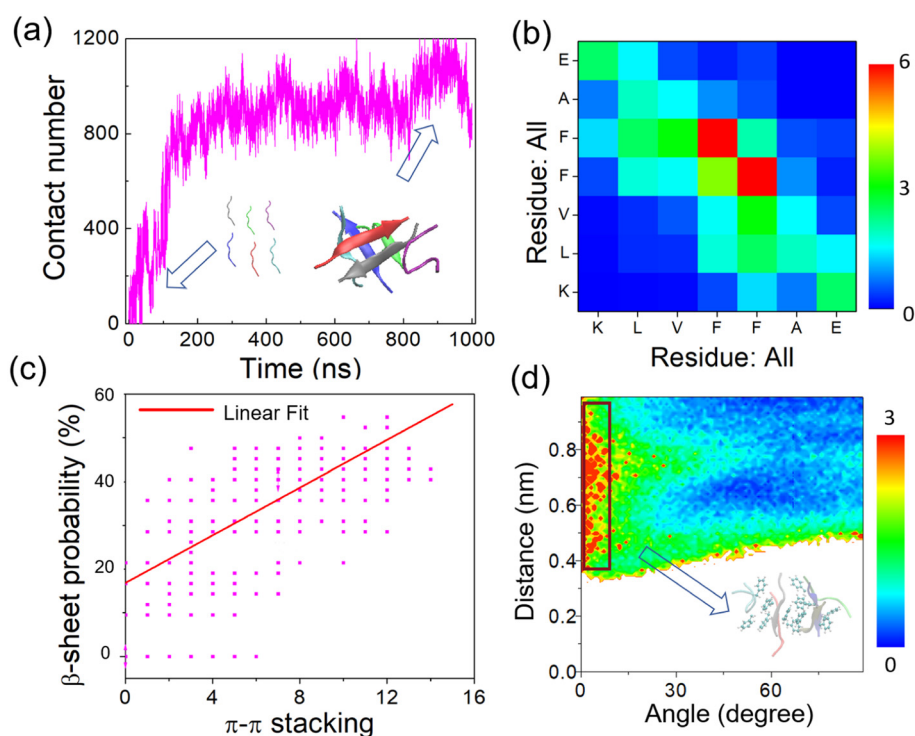 (a)
1200
800
400
0
Contact number
0 200 400 600 800 1000
Time (ns)
(b)
E
A
F
F
V
L
K
Residue: All
K L V F F A E
Residue: All
6
3
0
(c)
60
40
20
0
β-sheet probability (%)
Linear Fit
0 4 8 12 16
π-π stacking
(d)
0.8
0.6
0.4
0.2
0.0
Distance (nm)
0 30 60
Angle (degree)
3
0